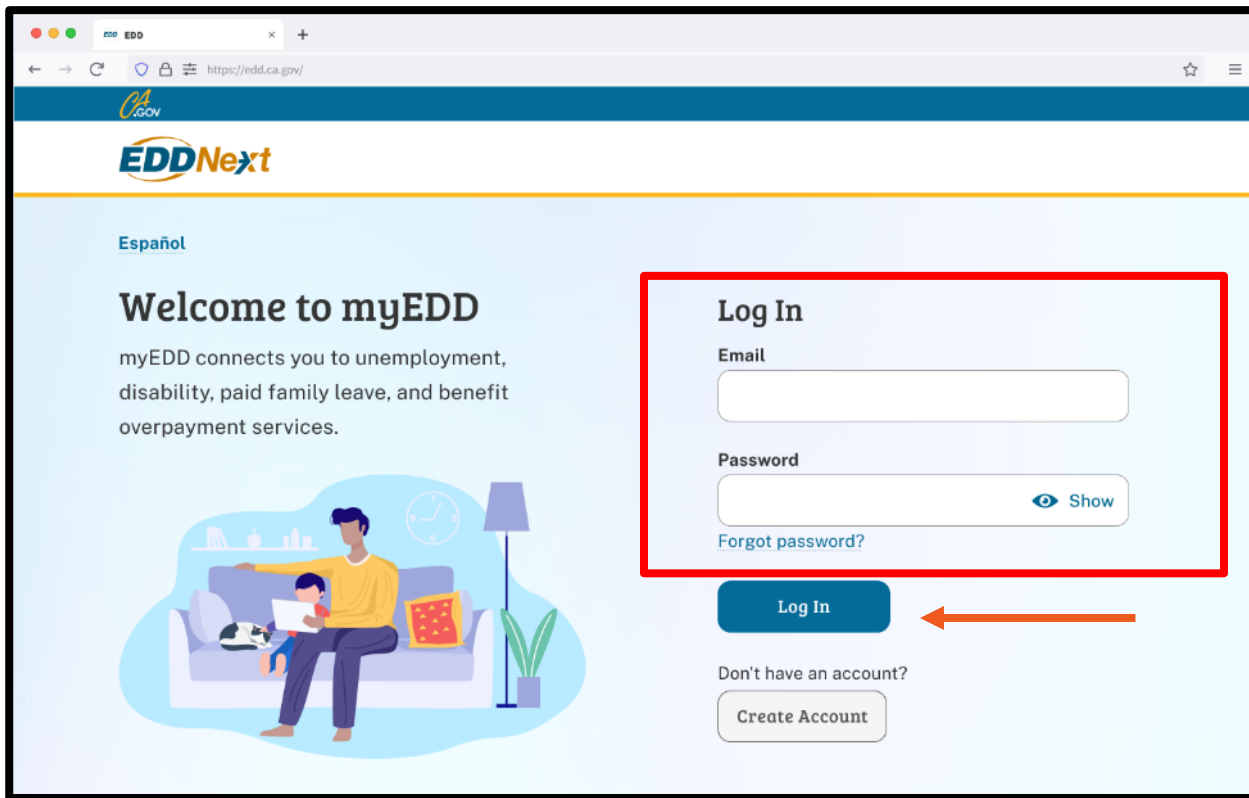 EDD EDD
https://edd.ca.gov/
CA.GOV
EDDNext
Español
Welcome to myEDD
myEDD connects you to unemployment,
disability, paid family leave, and benefit
overpayment services.
Log In
Email
Password
Show
Forgot password?
Log In
Don't have an account?
Create Account